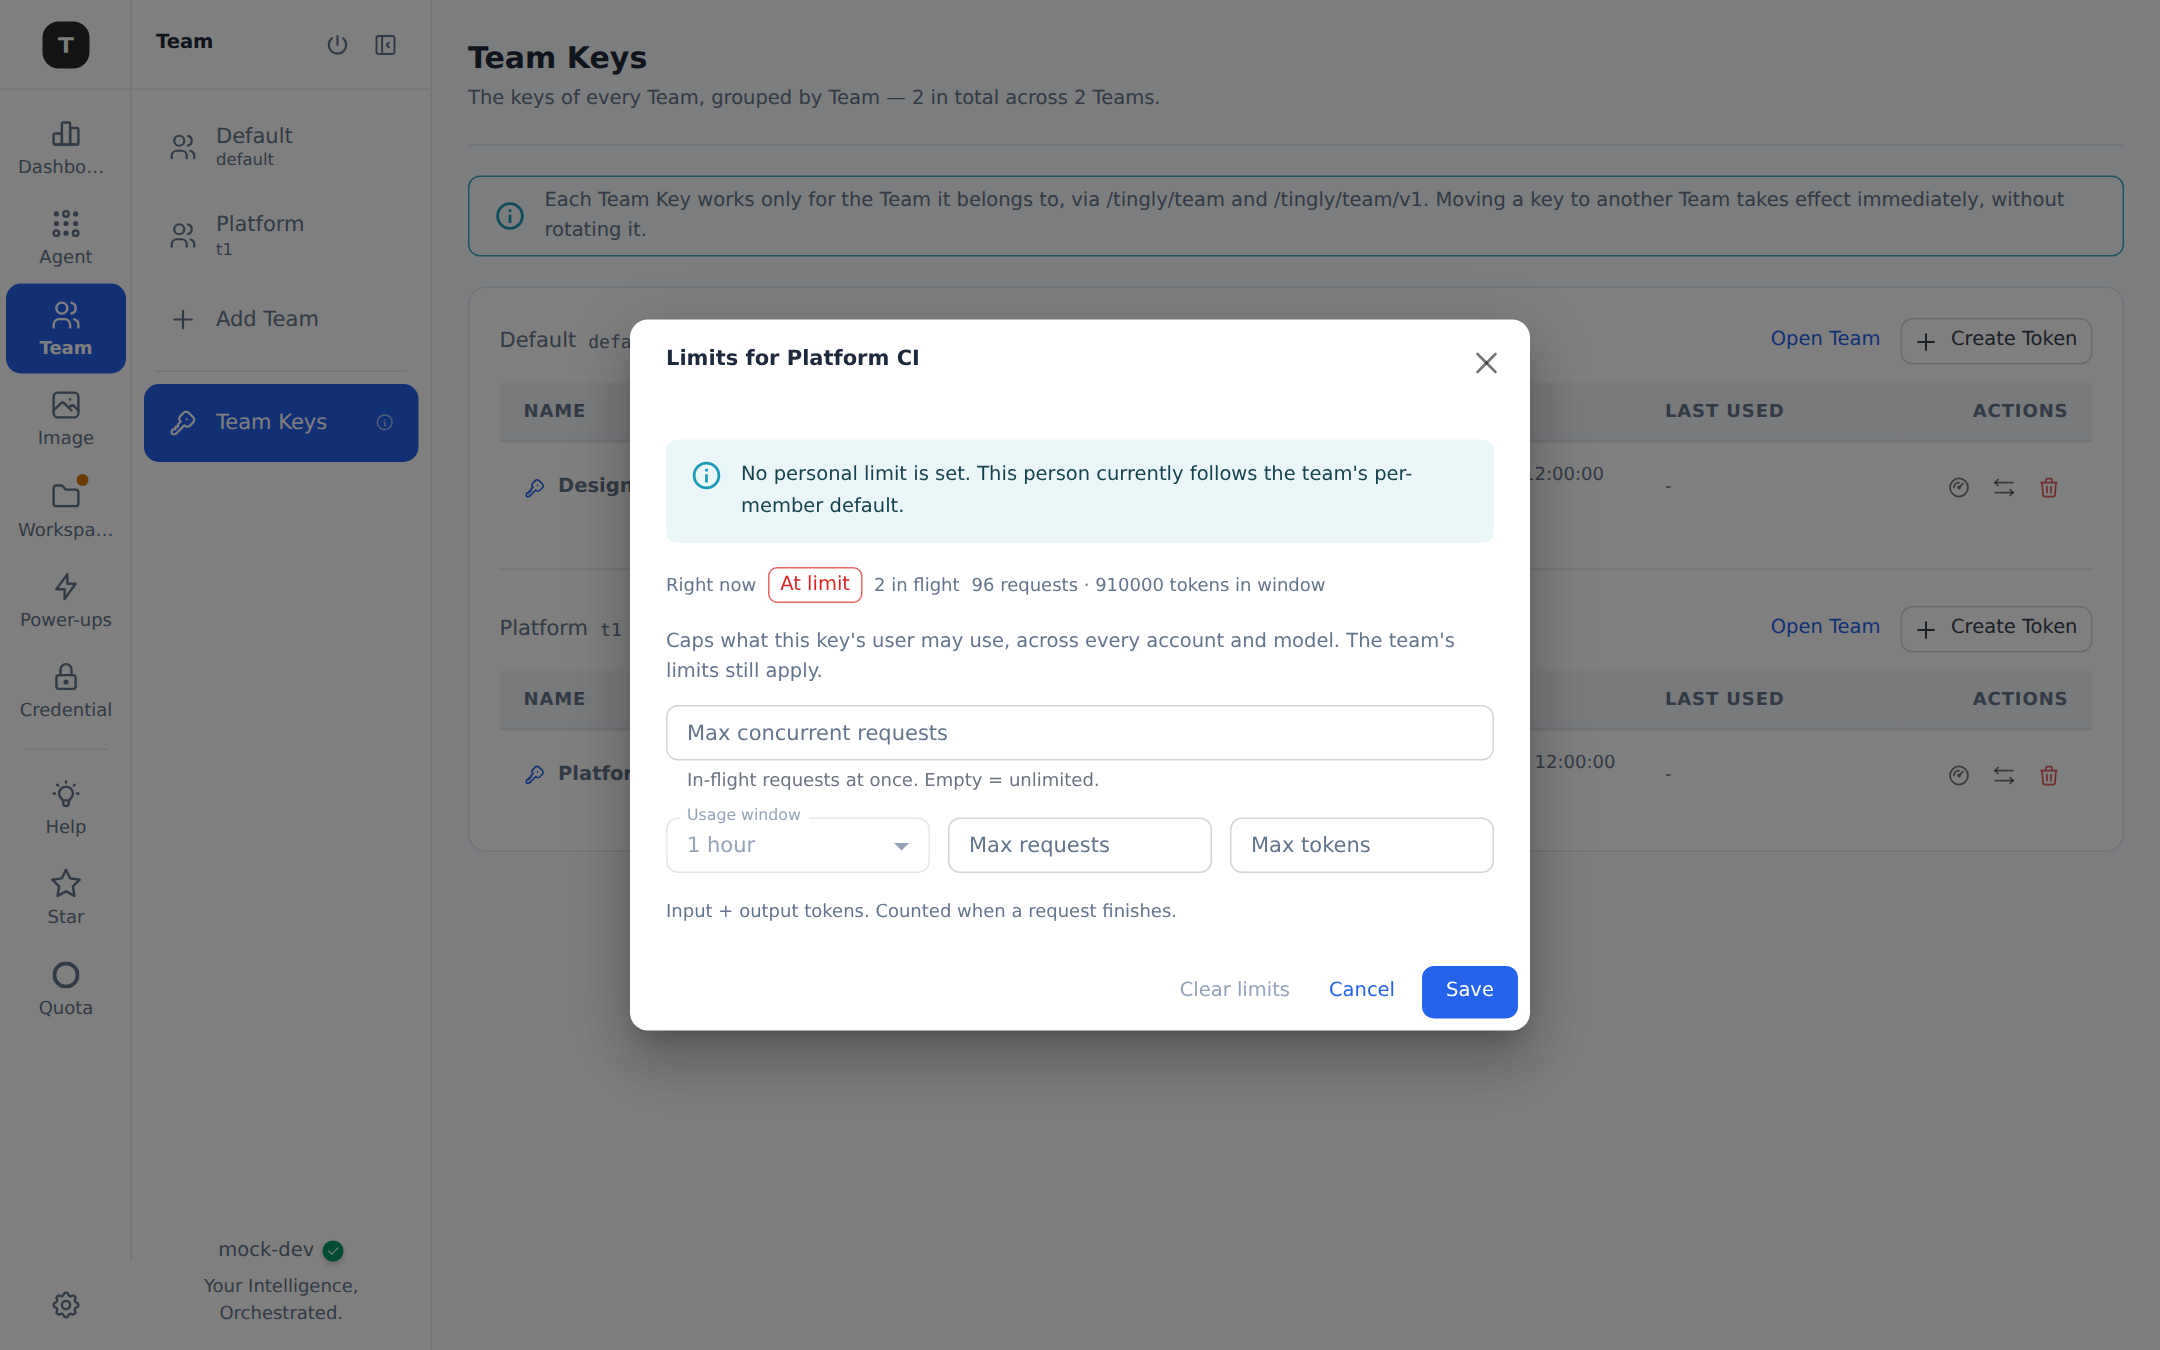 T
Team
Dashbo...
Agent
Team
Image
Workspa...
Power-ups
Credential
Help
Star
Quota
Default
default
Platform
t1
Add Team
Team Keys
mock-dev
Your Intelligence,
Orchestrated.
Team Keys
The keys of every Team, grouped by Team — 2 in total across 2 Teams.
Each Team Key works only for the Team it belongs to, via /tingly/team and /tingly/team/v1. Moving a key to another Team takes effect immediately, without
rotating it.
Default defa
Open Team
Create Token
NAME
LAST USED
ACTIONS
Design
12:00:00
-
Platform t1
Open Team
Create Token
NAME
LAST USED
ACTIONS
Platfor
12:00:00
-
Limits for Platform CI
No personal limit is set. This person currently follows the team's per-
member default.
Right now At limit 2 in flight 96 requests · 910000 tokens in window
Caps what this key's user may use, across every account and model. The team's
limits still apply.
Max concurrent requests
In-flight requests at once. Empty = unlimited.
Usage window
1 hour
Max requests
Max tokens
Input + output tokens. Counted when a request finishes.
Clear limits
Cancel
Save